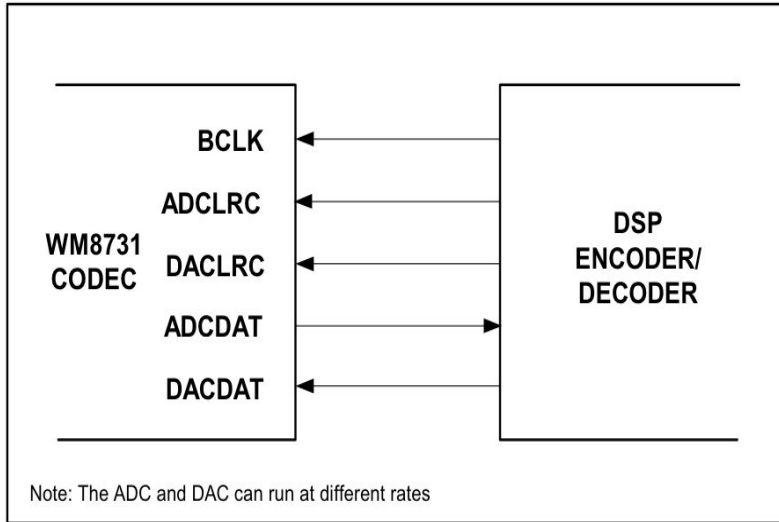 WM8731
CODEC
BCLK
ADCLRC
DACLRC
ADCDAT
DACDAT
DSP
ENCODER/
DECODER
Note: The ADC and DAC can run at different rates